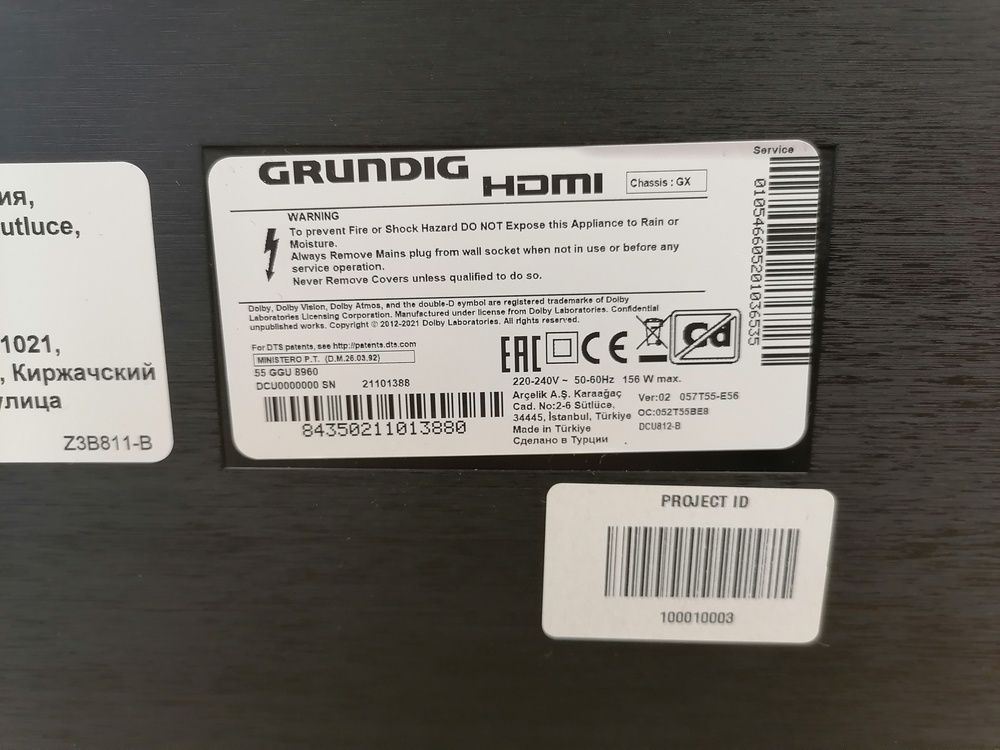 ия,
utluce,
1021,
, Киржачский
улица
Z3B811-B
GRUNDIG
HDMI
Chassis : GX
Service
01054660520103653​5
WARNING
To prevent Fire or Shock Hazard DO NOT Expose this Appliance to Rain or
Moisture.
Always Remove Mains plug from wall socket when not in use or before any
service operation.
Never Remove Covers unless qualified to do so.
Dolby, Dolby Vision, Dolby Atmos, and the double-D symbol are registered trademarks of Dolby
Laboratories Licensing Corporation. Manufactured under license from Dolby Laboratories. Confidential
unpublished works. Copyright © 2012-2021 Dolby Laboratories. All rights reserved.
For DTS patents, see http://patents.dts.com
MINISTERO P.T. (D.M.26.03.92)
55 GGU 8960
DCU0000000 SN 21101388
84350211013880
EAC
CE
Cd
220-240V ~ 50-60Hz 156 W max.
Arçelik A.Ş. Karaağaç
Cad. No:2-6 Sütlüce,
34445, İstanbul, Türkiye
Made in Türkiye
Сделано в Турции
Ver:02 057T55-E56
OC:052T55BE8
DCU812-B
PROJECT ID
100010003